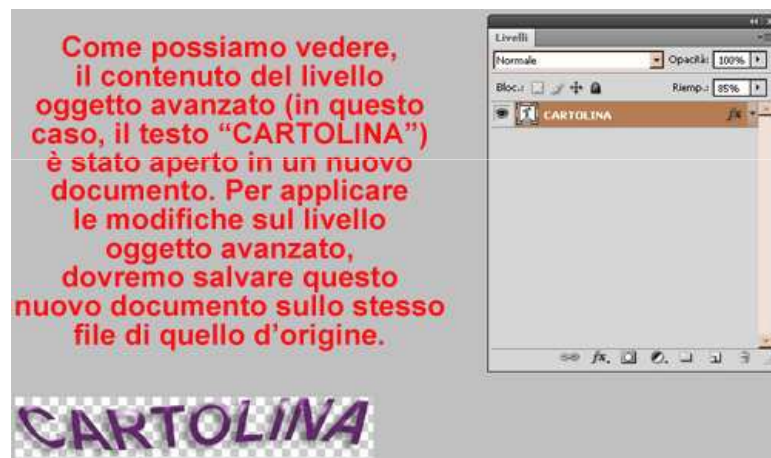 Come possiamo vedere,
il contenuto del livello
oggetto avanzato (in questo
caso, il testo “CARTOLINA”)
è stato aperto in un nuovo
documento. Per applicare
le modifiche sul livello
oggetto avanzato,
dovremo salvare questo
nuovo documento sullo stesso
file di quello d’origine.
CARTOLINA
Livelli
Normale Opacità: 100%
Bloc.: Riemp.: 85%
CARTOLINA fx
fx.